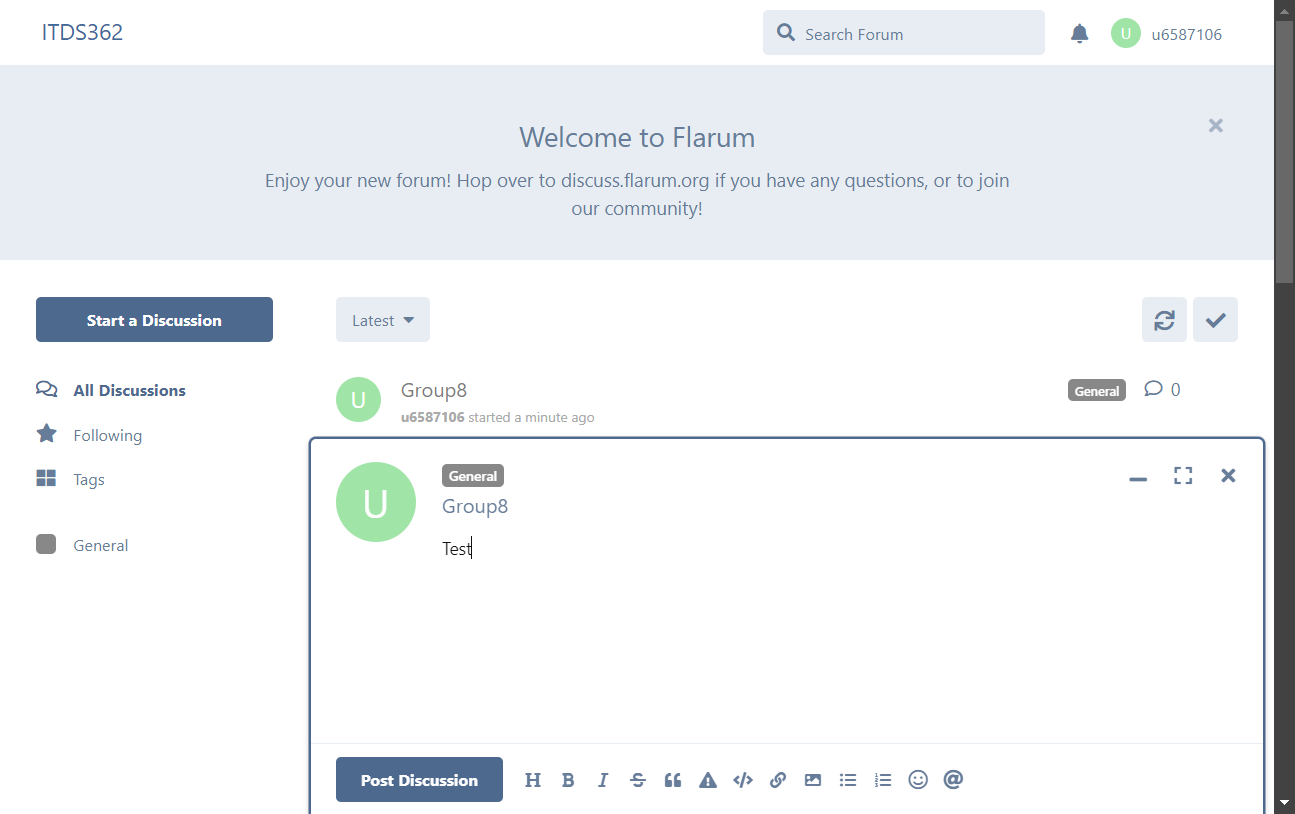 ITDS362
Search Forum
U
u6587106
Welcome to Flarum
Enjoy your new forum! Hop over to discuss.flarum.org if you have any questions, or to join
our community!
Start a Discussion
Latest
All Discussions
Following
Tags
General
U
Group8
u6587106 started a minute ago
General
0
U
General
Group8
Test
Post Discussion